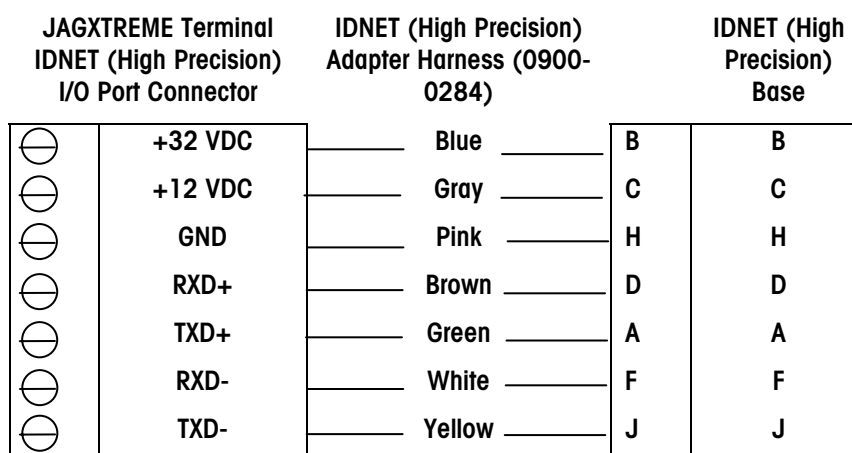 JAGXTREME Terminal IDNET (High Precision) IDNET (High
IDNET (High Precision) Adapter Harness (0900- Precision)
I/O Port Connector 0284) Base
+32 VDC Blue B B
+12 VDC Gray C C
GND Pink H H
RXD+ Brown D D
TXD+ Green A A
RXD- White F F
TXD- Yellow J J